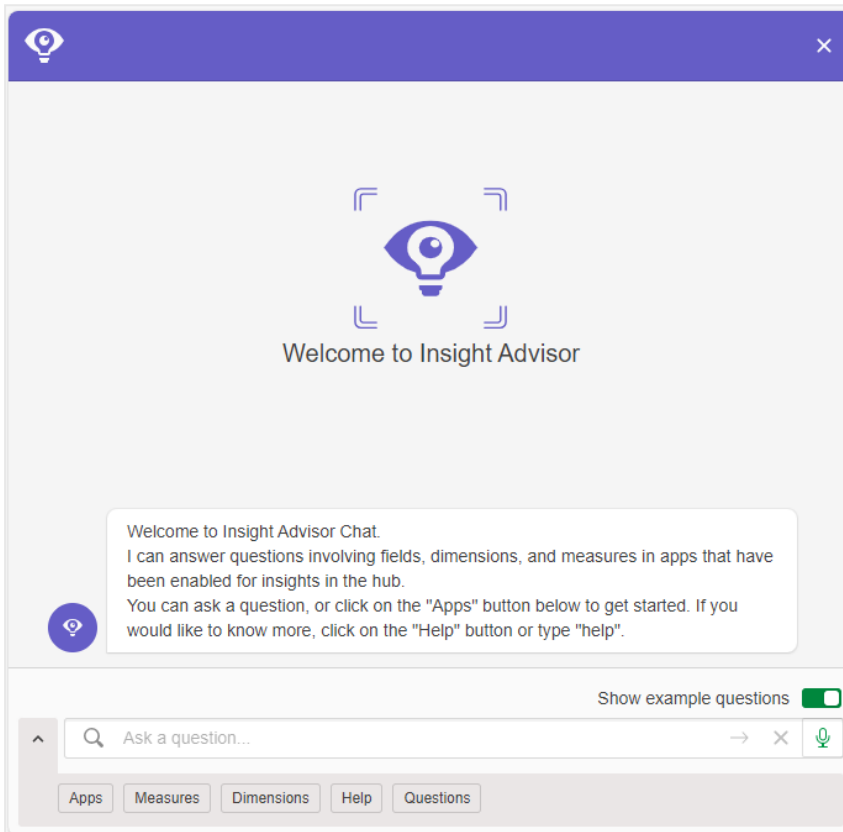 Welcome to Insight Advisor
Welcome to Insight Advisor Chat.
I can answer questions involving fields, dimensions, and measures in apps that have
been enabled for insights in the hub.
You can ask a question, or click on the "Apps" button below to get started. If you
would like to know more, click on the "Help" button or type "help".
Show example questions
Ask a question...
Apps Measures Dimensions Help Questions